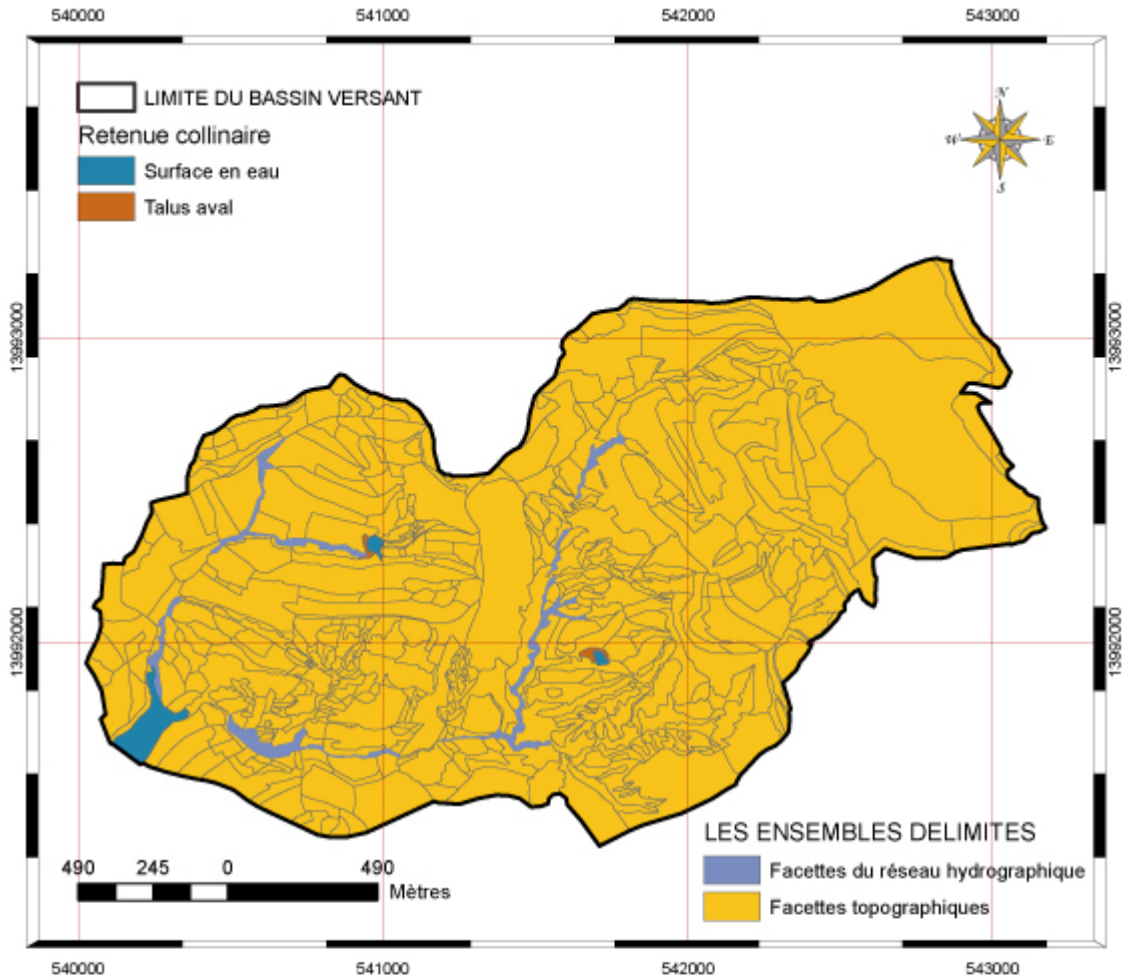 540000 541000 542000 543000
LIMITE DU BASSIN VERSANT
Retenue collinaire
Surface en eau
Talus aval
N
W E
S
13993000 13993000
13992000 13992000
LES ENSEMBLES DELIMITES
Facettes du réseau hydrographique
Facettes topographiques
490 245 0 490
Mètres
540000 541000 542000 543000